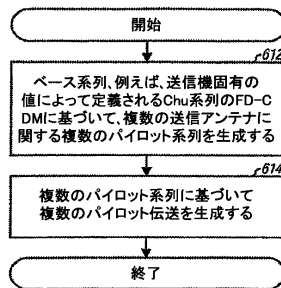 開始
612
ベース系列、例えば、送信機固有の
値によって定義されるChu系列のFD-C
DMに基づいて、複数の送信アンテナに
関する複数のパイロット系列を生成する
614
複数のパイロット系列に基づいて
複数のパイロット伝送を生成する
終了